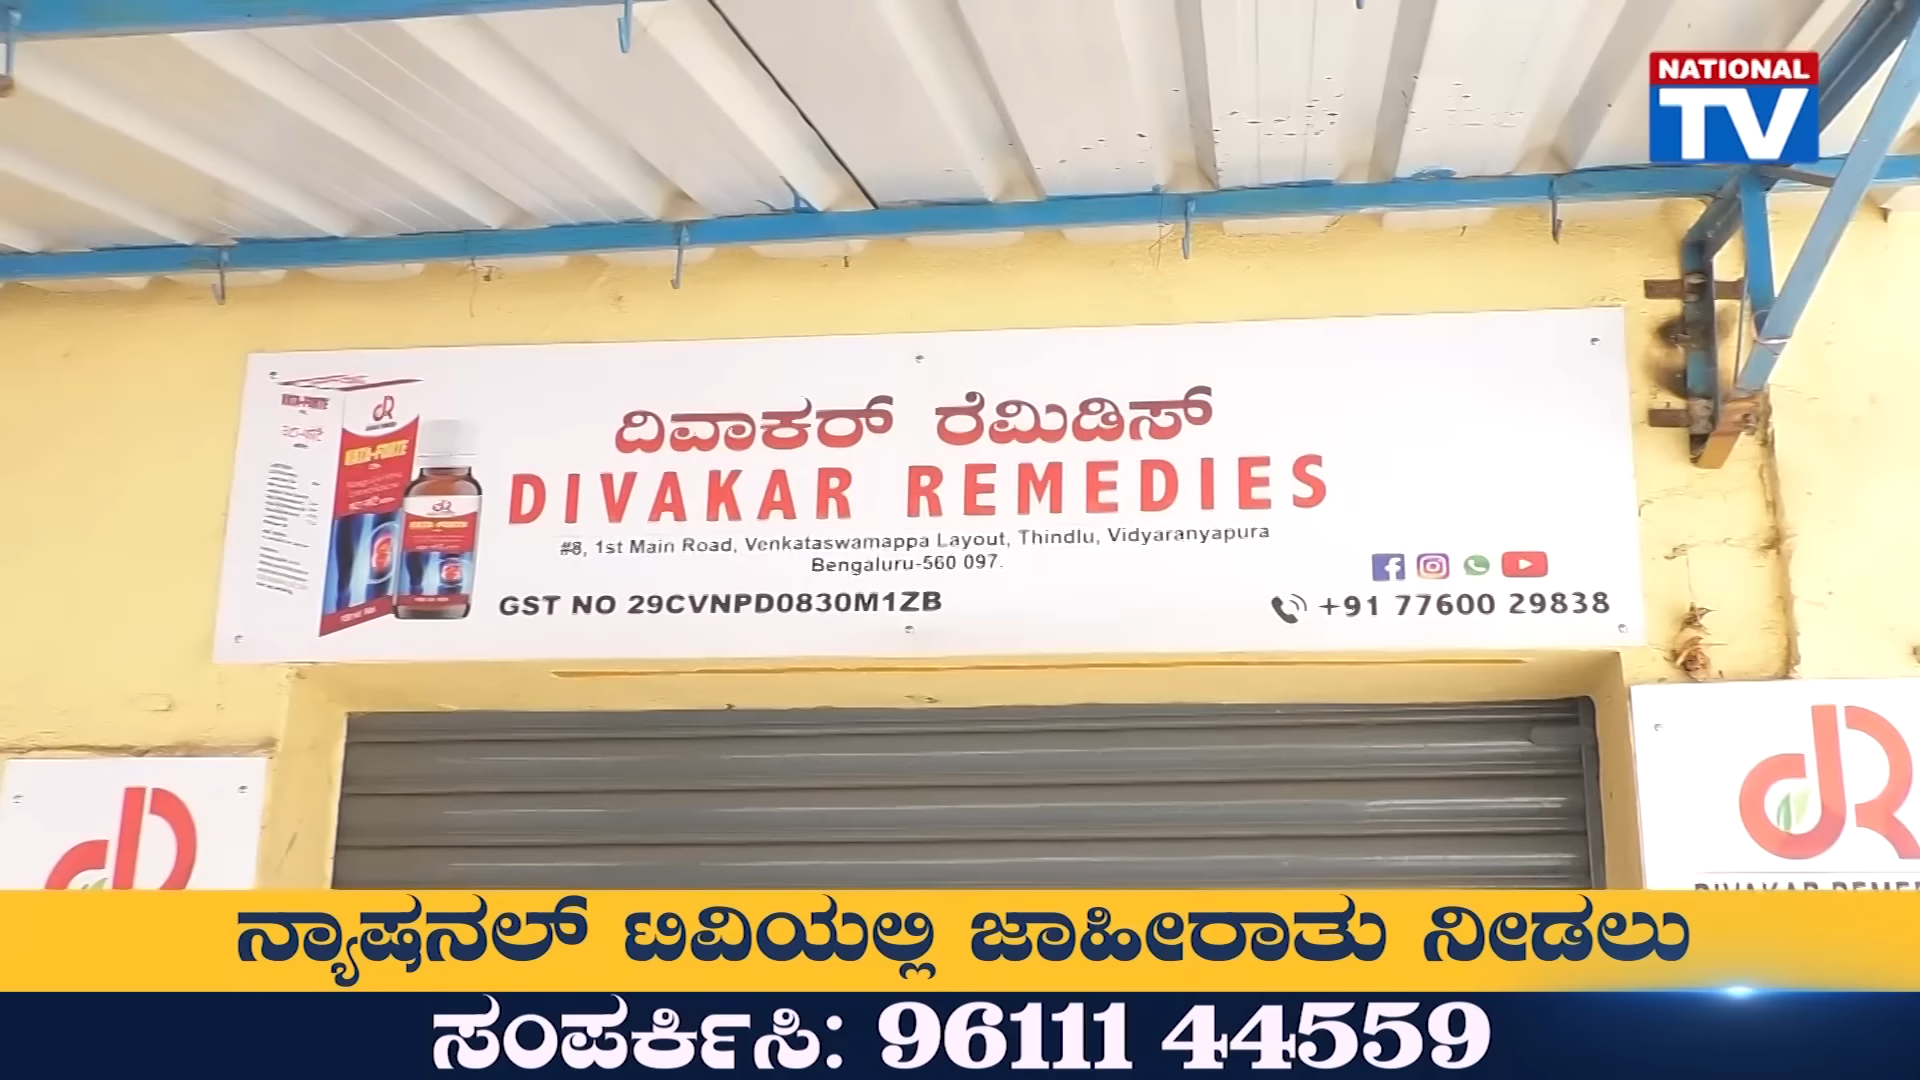 NATIONAL
TV
ದಿವಾಕರ್ ರೆಮಿಡಿಸ್
DIVAKAR REMEDIES
#8, 1st Main Road, Venkataswamappa Layout, Thindlu, Vidyaranyapura
Bengaluru-560 097.
GST NO 29CVNPD0830M1ZB
+91 77600 29838
DIVAKAR
ನ್ಯಾಷನಲ್ ಟಿವಿಯಲ್ಲಿ ಜಾಹೀರಾತು ನೀಡಲು
ಸಂಪರ್ಕಿಸಿ: 96111 44559